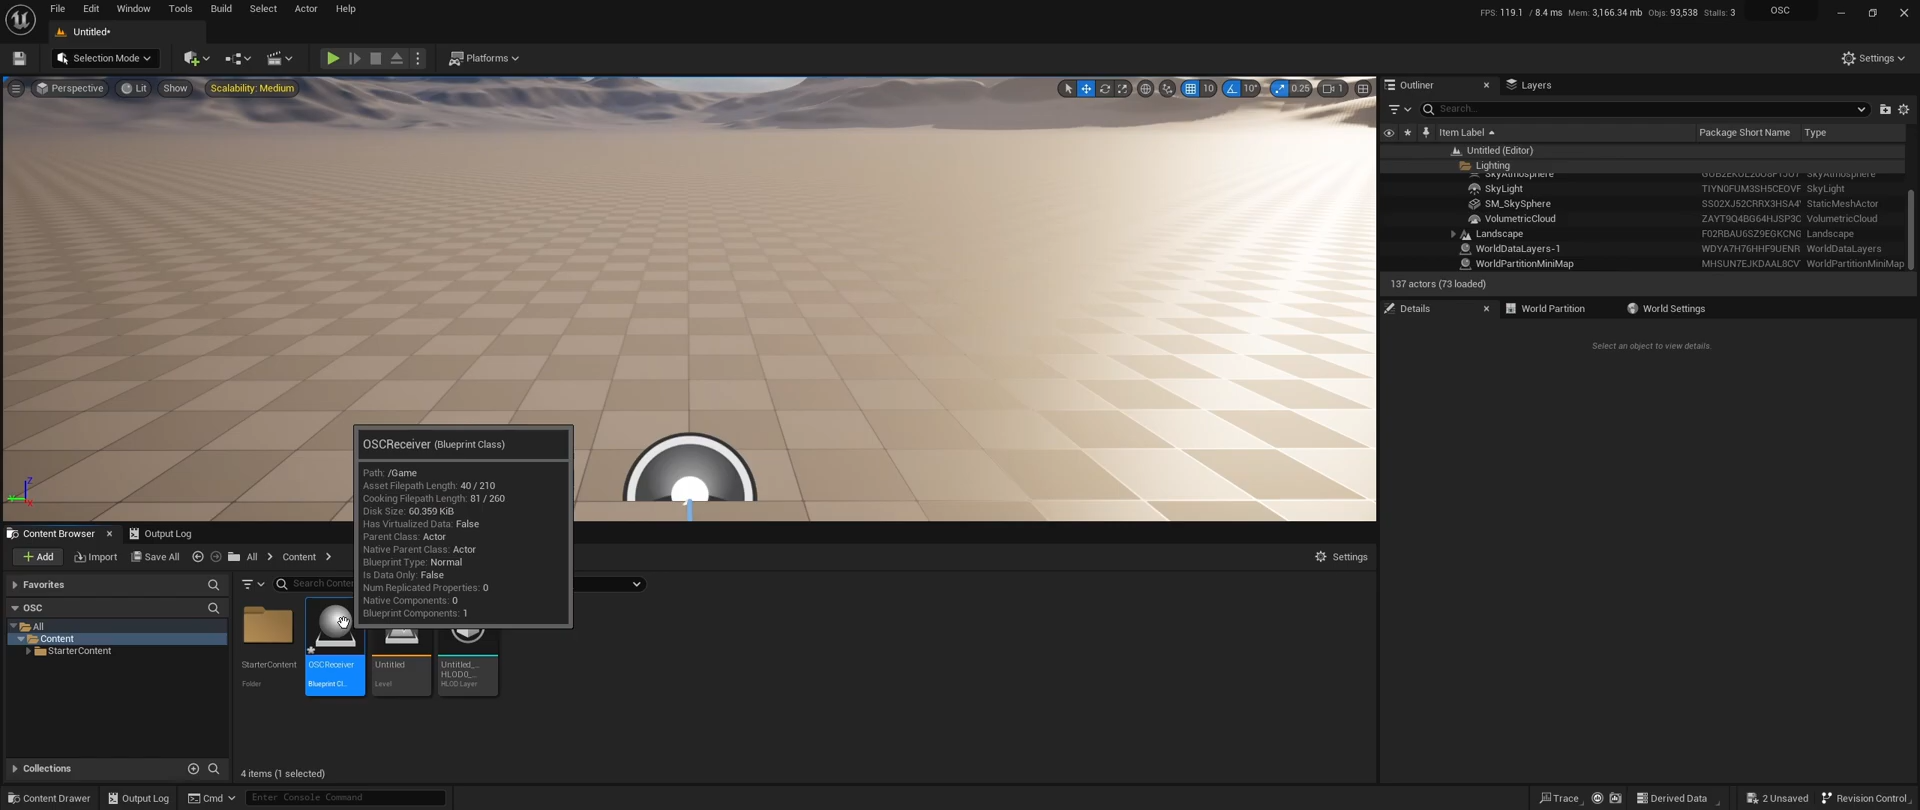 File Edit Window Tools Build Select Actor Help
FPS: 119.1 / 8.4 ms Mem: 3,166.34 mb Objs: 93,538 Stalls: 3
OSC
Untitled*
Selection Mode
Platforms
Settings
Perspective
Lit
Show
Scalability: Medium
10
10°
0.25
1
Outliner
Layers
Search...
Item Label
Package Short Name
Type
Untitled (Editor)
Lighting
SkyAtmosphere SkyAtmosphere
SkyLight TIYN0FUM3SH5CEOVF SkyLight
SM_SkySphere SS02XJ52CRRX3HSA4 StaticMeshActor
VolumetricCloud ZAYT9Q4BG64HJSP3C VolumetricCloud
Landscape F02RBAU6SZ9EGKCNG Landscape
WorldDataLayers-1 WDYA7H76HHF9UENR WorldDataLayers
WorldPartitionMiniMap MHSUN7EJKDAAL8CV WorldPartitionMiniMap
137 actors (73 loaded)
Details
World Partition
World Settings
Select an object to view details.
OSCReceiver (Blueprint Class)
Path: /Game
Asset Filepath Length: 40 / 210
Cooking Filepath Length: 81 / 260
Disk Size: 60.359 KiB
Has Virtualized Data: False
Parent Class: Actor
Native Parent Class: Actor
Blueprint Type: Normal
Is Data Only: False
Num Replicated Properties: 0
Native Components: 0
Blueprint Components: 1
Content Browser
Output Log
Add
Import
Save All
All
Content
Settings
Favorites
Search Conte
OSC
All
Content
StarterContent
StarterContent
Folder
OSCReceiver
Blueprint Cl...
Untitled
Level
Untitled_...
HLOD0_...
HLOD Layer
Collections
4 items (1 selected)
Content Drawer
Output Log
Cmd
Enter Console Command
Trace
Derived Data
2 Unsaved
Revision Control